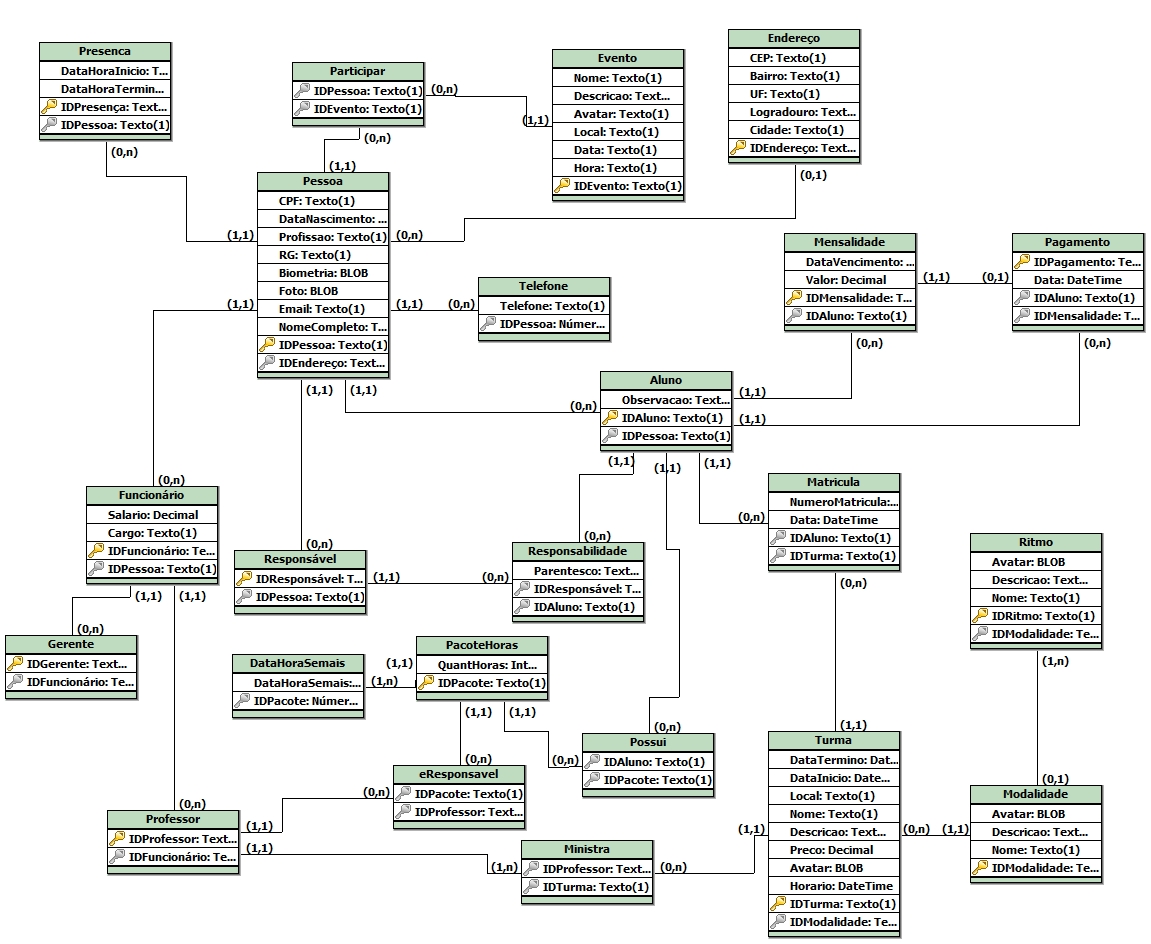 Presenca
DataHoraInicio: T...
DataHoraTermin...
IDPresença: Text...
IDPessoa: Texto(1)
(0,n)
Participar
IDPessoa: Texto(1)
IDEvento: Texto(1)
(0,n)
(0,n)
(1,1)
(1,1)
Evento
Nome: Texto(1)
Descricao: Text...
Avatar: Texto(1)
Local: Texto(1)
Data: Texto(1)
Hora: Texto(1)
IDEvento: Texto(1)
Endereço
CEP: Texto(1)
Bairro: Texto(1)
UF: Texto(1)
Logradouro: Text...
Cidade: Texto(1)
IDEndereço: Text...
(0,1)
Pessoa
CPF: Texto(1)
DataNascimento: ...
Profissao: Texto(1)
RG: Texto(1)
Biometria: BLOB
Foto: BLOB
Email: Texto(1)
NomeCompleto: T...
IDPessoa: Texto(1)
IDEndereço: Text...
(1,1)
(0,n)
(1,1)
(1,1)
(0,n)
(1,1)
(1,1)
Telefone
Telefone: Texto(1)
IDPessoa: Númer...
Mensalidade
DataVencimento: ...
Valor: Decimal
IDMensalidade: T...
IDAluno: Texto(1)
(1,1)
(0,1)
(0,n)
Pagamento
IDPagamento: Te...
Data: DateTime
IDAluno: Texto(1)
IDMensalidade: T...
(0,n)
Aluno
Observacao: Text...
IDAluno: Texto(1)
IDPessoa: Texto(1)
(0,n)
(1,1)
(1,1)
(1,1)
(1,1)
(1,1)
Matricula
NumeroMatricula:...
Data: DateTime
IDAluno: Texto(1)
IDTurma: Texto(1)
(0,n)
(0,n)
(0,n)
Funcionário
Salario: Decimal
Cargo: Texto(1)
IDFuncionário: Te...
IDPessoa: Texto(1)
(1,1)
(1,1)
(0,n)
Responsável
IDResponsável: T...
IDPessoa: Texto(1)
(1,1)
(0,n)
(0,n)
Responsabilidade
Parentesco: Text...
IDResponsável: T...
IDAluno: Texto(1)
Ritmo
Avatar: BLOB
Descricao: Text...
Nome: Texto(1)
IDRitmo: Texto(1)
IDModalidade: Te...
(1,n)
(0,n)
Gerente
IDGerente: Text...
IDFuncionário: Te...
DataHoraSemais
DataHoraSemais:...
IDPacote: Númer...
(1,1)
(1,n)
PacoteHoras
QuantHoras: Int...
IDPacote: Texto(1)
(1,1)
(1,1)
(0,n)
Possui
IDAluno: Texto(1)
IDPacote: Texto(1)
(0,n)
(0,n)
eResponsavel
IDPacote: Texto(1)
IDProfessor: Text...
(0,n)
(1,1)
Turma
DataTermino: Dat...
DataInicio: Date...
Local: Texto(1)
Nome: Texto(1)
Descricao: Text...
Preco: Decimal
Avatar: BLOB
Horario: DateTime
IDTurma: Texto(1)
IDModalidade: Te...
(1,1)
(0,n)
(1,1)
(0,1)
Modalidade
Avatar: BLOB
Descricao: Text...
Nome: Texto(1)
IDModalidade: Te...
(0,n)
Professor
IDProfessor: Text...
IDFuncionário: Te...
(1,1)
(1,1)
(1,n)
Ministra
IDProfessor: Text...
IDTurma: Texto(1)
(0,n)